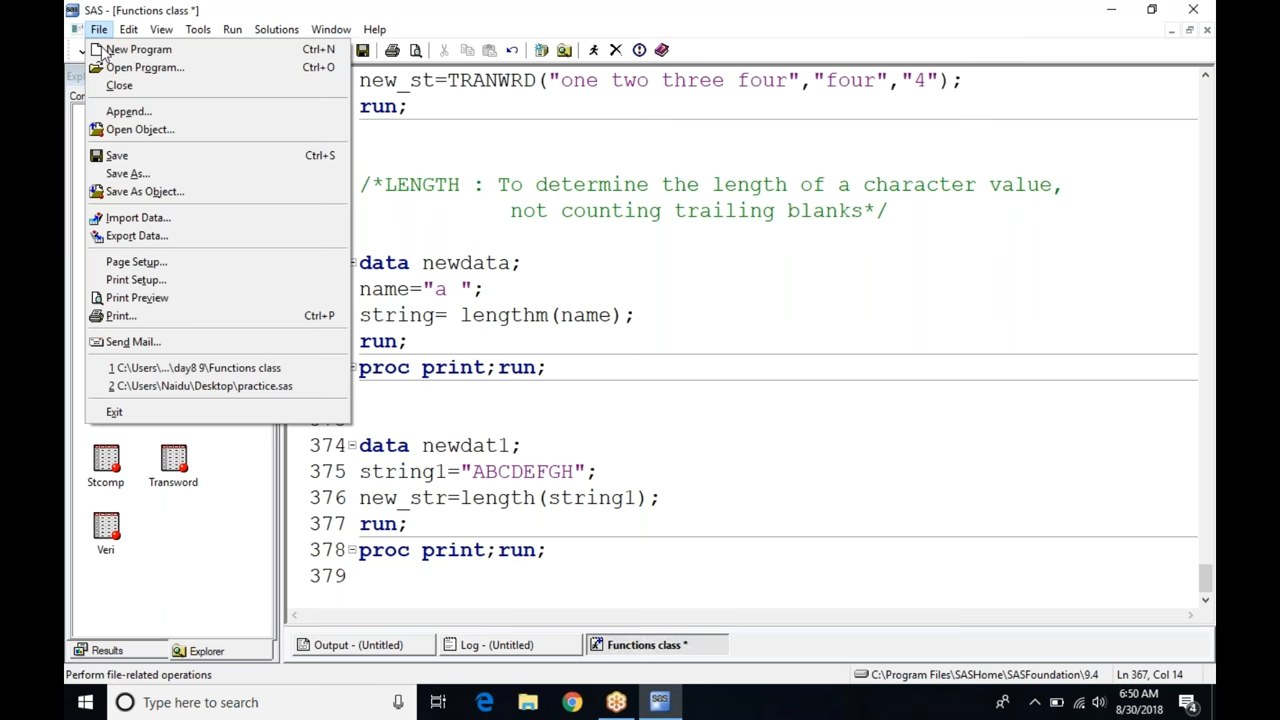 SAS - [Functions class *]
File Edit View Tools Run Solutions Window Help
New Program Ctrl+N
Open Program... Ctrl+O
Close
Append...
Open Object...
Save Ctrl+S
Save As...
Save As Object...
Import Data...
Export Data...
Page Setup...
Print Setup...
Print Preview
Print... Ctrl+P
Send Mail...
1 C:\Users\...\day8 9\Functions class
2 C:\Users\Naidu\Desktop\practice.sas
Exit
Stcomp Transword
Veri
new_st=TRANWRD("one two three four","four","4");
run;
/*LENGTH : To determine the length of a character value,
not counting trailing blanks*/
data newdata;
name="a ";
string= lengthm(name);
run;
proc print;run;
374 data newdat1;
375 string1="ABCDEFGH";
376 new_str=length(string1);
377 run;
378 proc print;run;
379
Results Explorer
Output - (Untitled) Log - (Untitled) Functions class *
Perform file-related operations C:\Program Files\SASHome\SASFoundation\9.4 Ln 367, Col 14
Type here to search
6:50 AM
8/30/2018
4